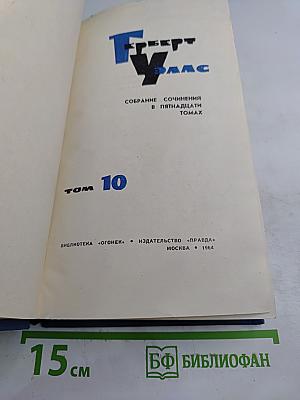 Герберт
Уэллс
СОБРАНИЕ СОЧИНЕНИЙ
В ПЯТНАДЦАТИ
ТОМАХ
ТОМ 10
БИБЛИОТЕКА «ОГОНЕК» • ИЗДАТЕЛЬСТВО «ПРАВДА»
МОСКВА • 1964
15 см
БФ БИБЛИОФАН